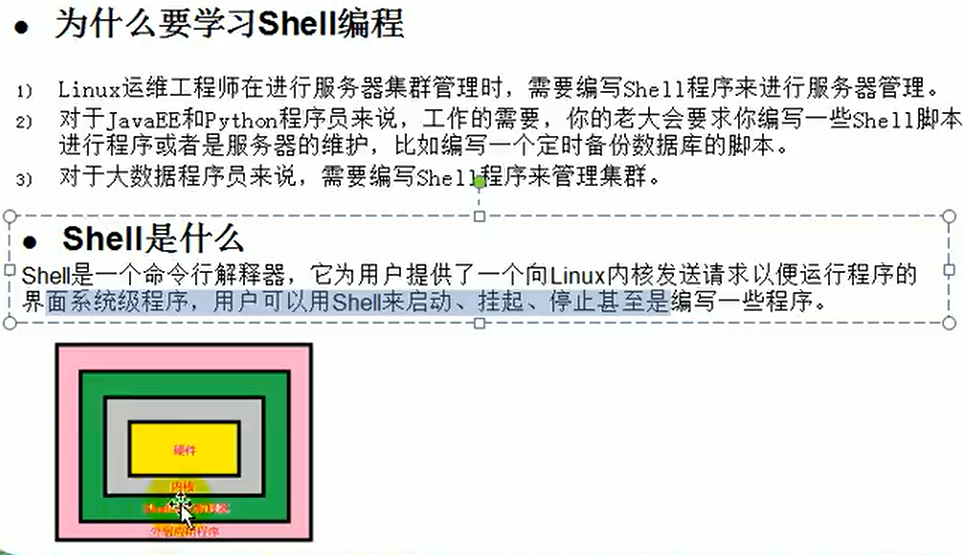 ● 为什么要学习Shell编程
1) Linux运维工程师在进行服务器集群管理时，需要编写Shell程序来进行服务器管理。
2) 对于JavaEE和Python程序员来说，工作的需要，你的老大会要求你编写一些Shell脚本
进行程序或者是服务器的维护，比如编写一个定时备份数据库的脚本。
3) 对于大数据程序员来说，需要编写Shell程序来管理集群。
● Shell是什么
Shell是一个命令行解释器，它为用户提供了一个向Linux内核发送请求以便运行程序的
界面系统级程序，用户可以用Shell来启动、挂起、停止甚至是编写一些程序。
硬件
内核
外层应用程序